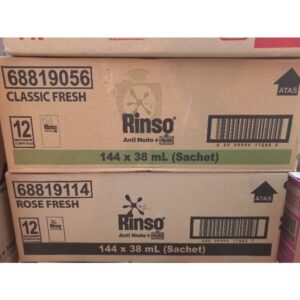 68819056
CLASSIC FRESH
ATAS
12
Rinso
Anti Noda +
144 x 38 mL (Sachet)
68819114
ROSE FRESH
ATAS
12
Rinso
Anti Noda +
144 x 38 mL (Sachet)